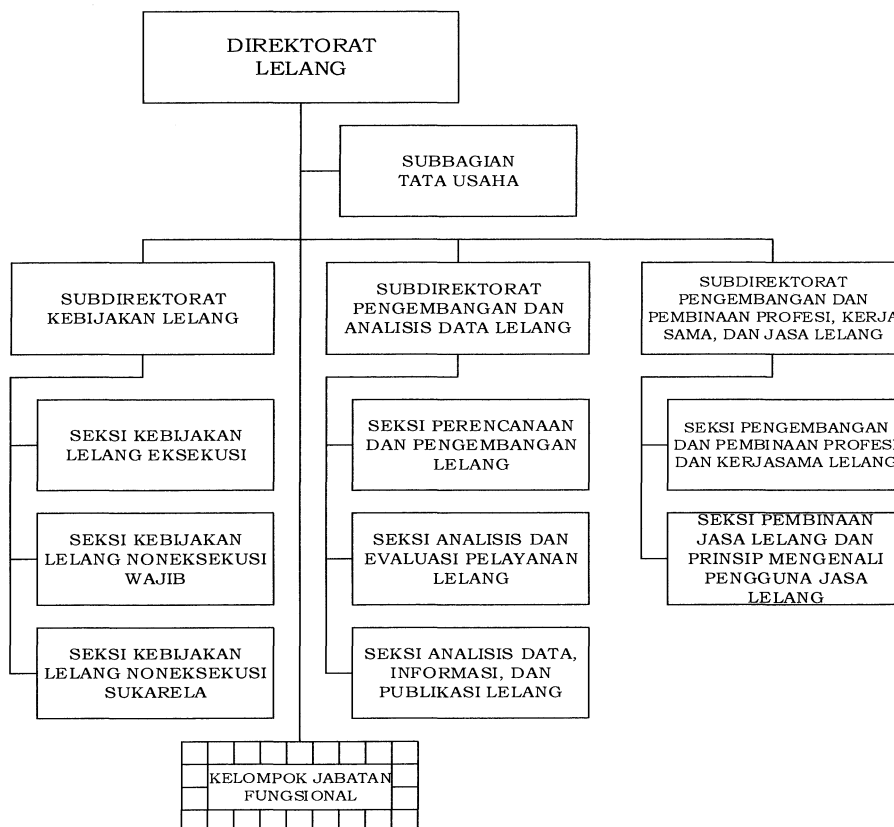 DIREKTORAT
LELANG
SUBBAGIAN
TATA USAHA
SUBDIREKTORAT
KEBIJAKAN LELANG
SUBDIREKTORAT
PENGEMBANGAN DAN
ANALISIS DATA LELANG
SUBDIREKTORAT
PENGEMBANGAN DAN
PEMBINAAN PROFESI, KERJA
SAMA, DAN JASA LELANG
SEKSI KEBIJAKAN
LELANG EKSEKUSI
SEKSI PERENCANAAN
DAN PENGEMBANGAN
LELANG
SEKSI PENGEMBANGAN
DAN PEMBINAAN PROFESI
DAN KERJASAMA LELANG
SEKSI KEBIJAKAN
LELANG NONEKSEKUSI
WAJIB
SEKSI ANALISIS DAN
EVALUASI PELAYANAN
LELANG
SEKSI PEMBINAAN
JASA LELANG DAN
PRINSIP MENGENALI
PENGGUNA JASA
LELANG
SEKSI KEBIJAKAN
LELANG NONEKSEKUSI
SUKARELA
SEKSI ANALISIS DATA,
INFORMASI, DAN
PUBLIKASI LELANG
KELOMPOK JABATAN
FUNGSIONAL